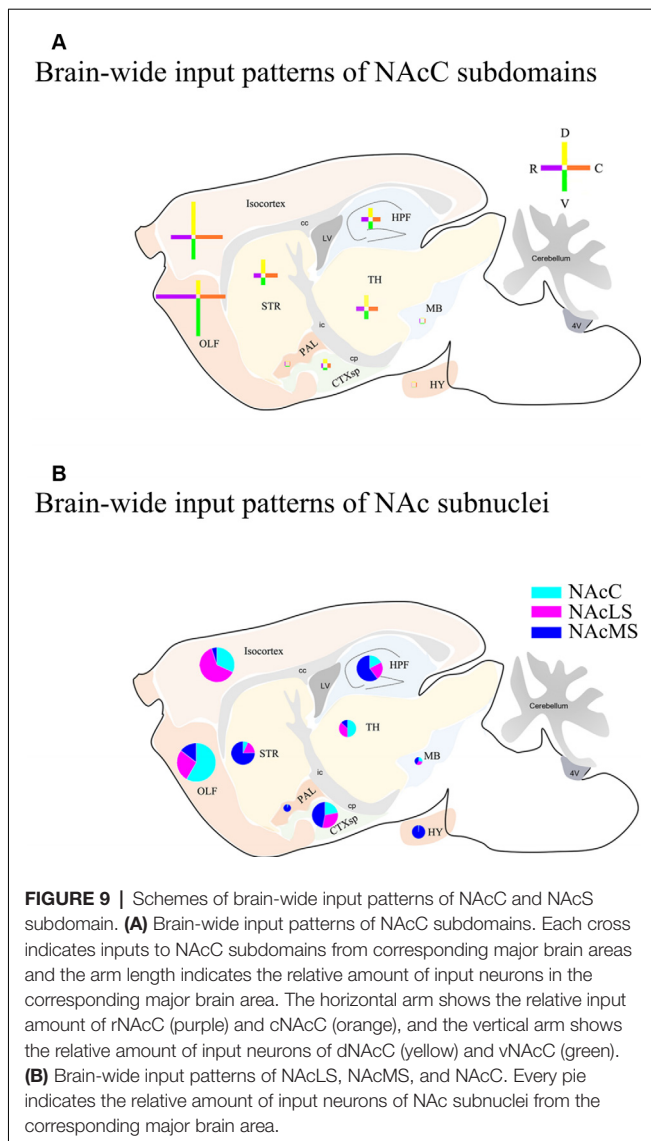 A
Brain-wide input patterns of NAcC subdomains
D
R C
V
Isocortex
cc
LV
HPF
Cerebellum
STR
TH
MB
4V
OLF
ic
PAL
cp
CTXsp
HY
B
Brain-wide input patterns of NAc subnuclei
NAcC
NAcLS
NAcMS
Isocortex
cc
LV
HPF
Cerebellum
TH
STR
MB
4V
OLF
ic
PAL
cp
CTXsp
HY
FIGURE 9 | Schemes of brain-wide input patterns of NAcC and NAcS
subdomain. (A) Brain-wide input patterns of NAcC subdomains. Each cross
indicates inputs to NAcC subdomains from corresponding major brain areas
and the arm length indicates the relative amount of input neurons in the
corresponding major brain area. The horizontal arm shows the relative input
amount of rNAcC (purple) and cNAcC (orange), and the vertical arm shows
the relative amount of input neurons of dNAcC (yellow) and vNAcC (green).
(B) Brain-wide input patterns of NAcLS, NAcMS, and NAcC. Every pie
indicates the relative amount of input neurons of NAc subnuclei from the
corresponding major brain area.